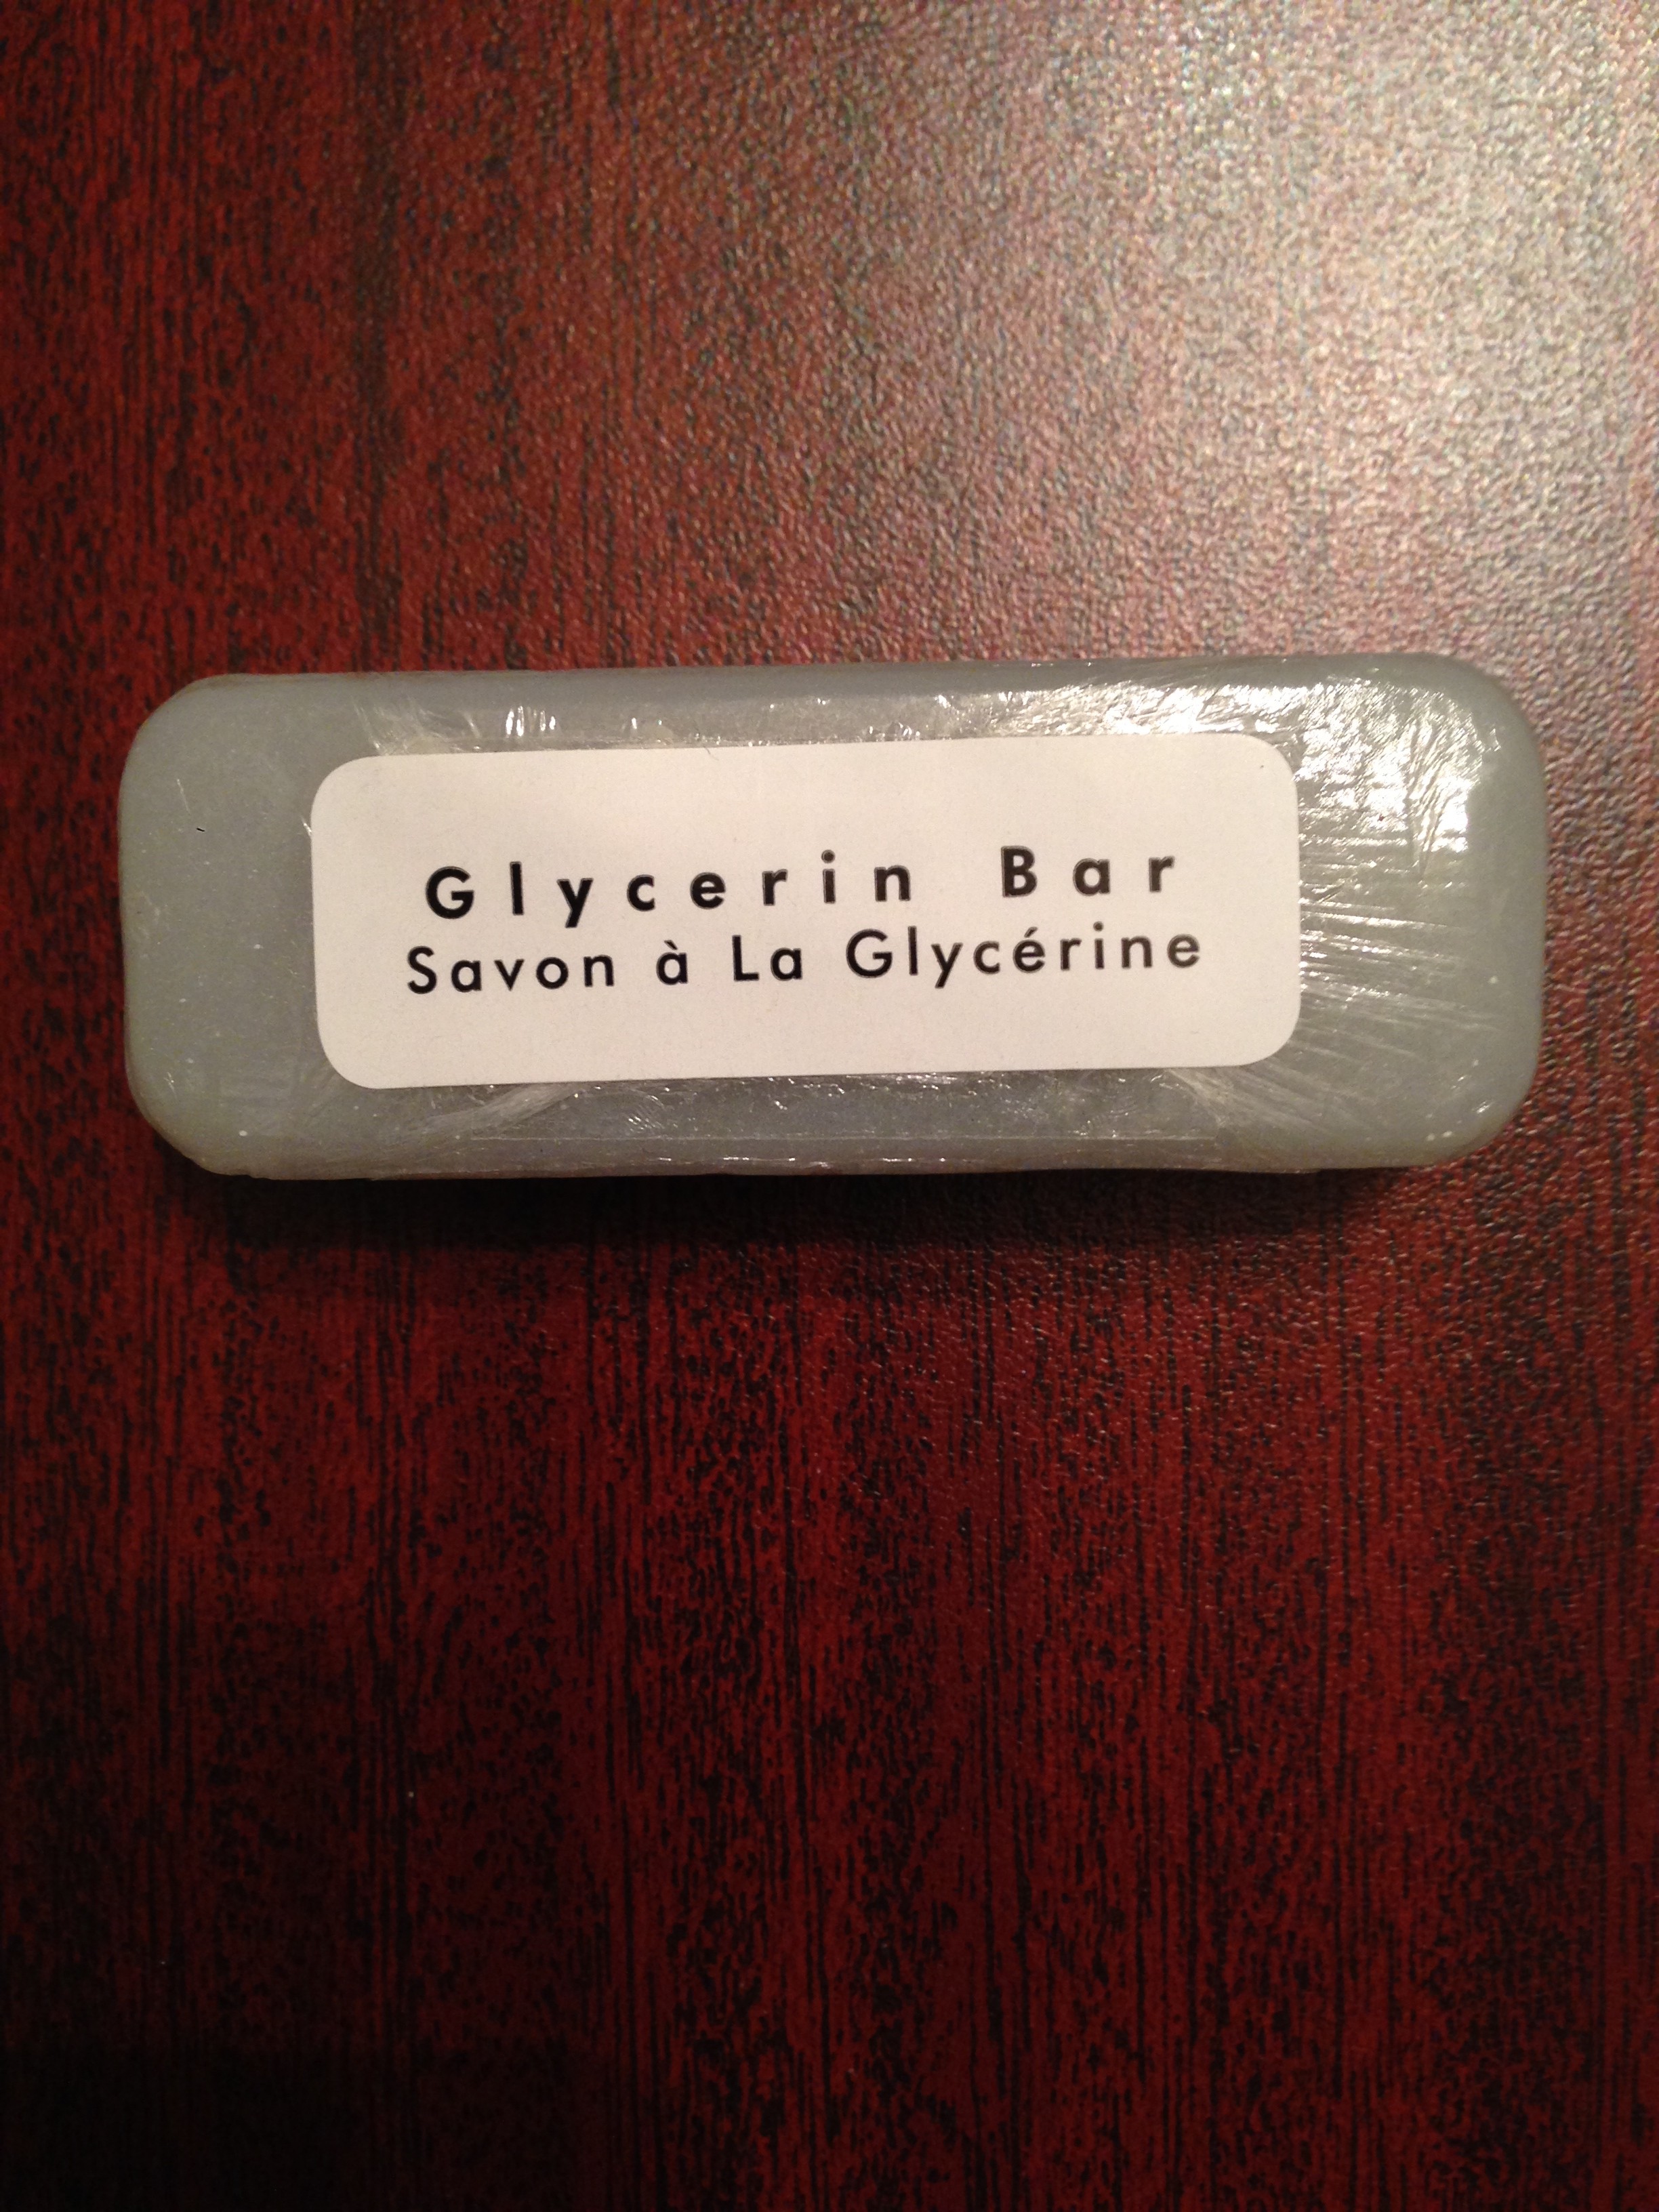 Glycerin Bar
Savon à La Glycérine